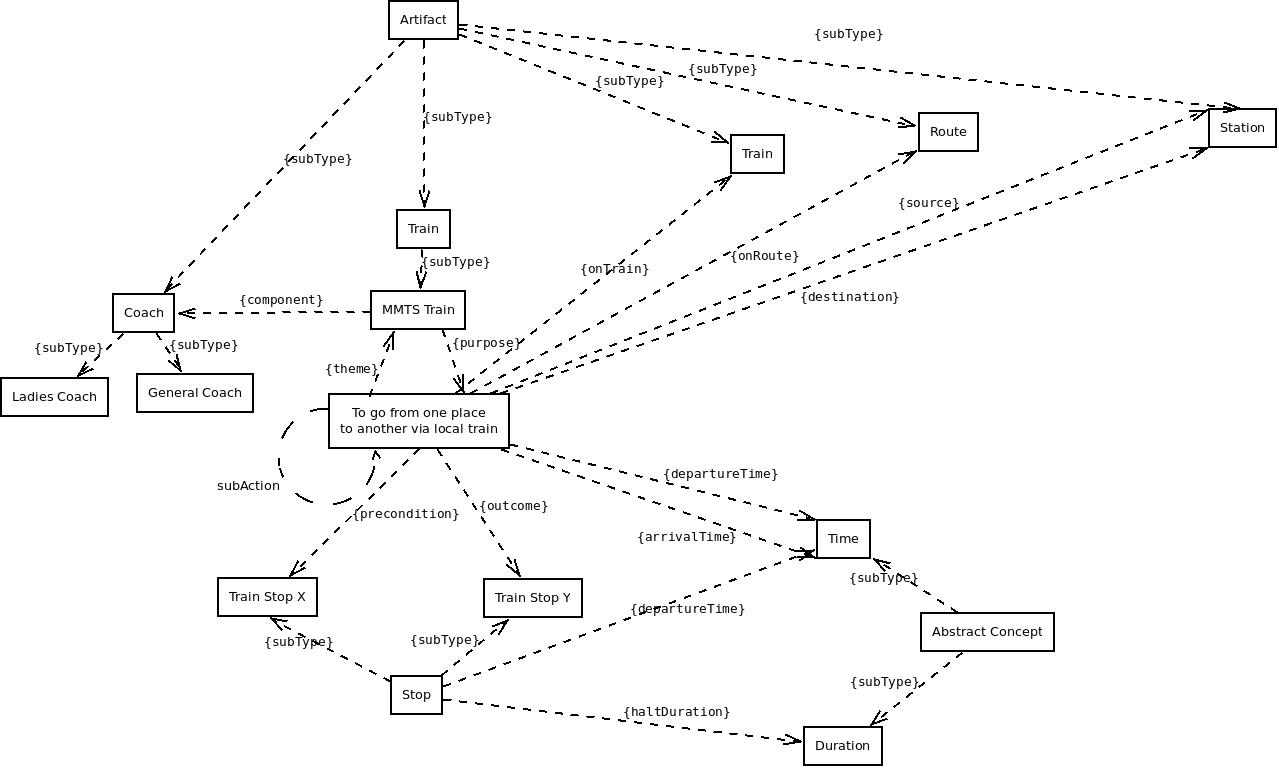 Artifact
{subType}
{subType}
{subType}
{subType}
{subType}
Station
Route
Train
Train
{source}
{subType}
{onRoute}
{onTrain}
{destination}
{component}
Coach
MMTS Train
{subType}
{subType}
{purpose}
{theme}
Ladies Coach
General Coach
To go from one place
to another via local train
{departureTime}
subAction
{outcome}
{precondition}
{arrivalTime}
Time
{subType}
Train Stop X
Train Stop Y
{departureTime}
{subType}
{subType}
Abstract Concept
{subType}
Stop
{haltDuration}
Duration